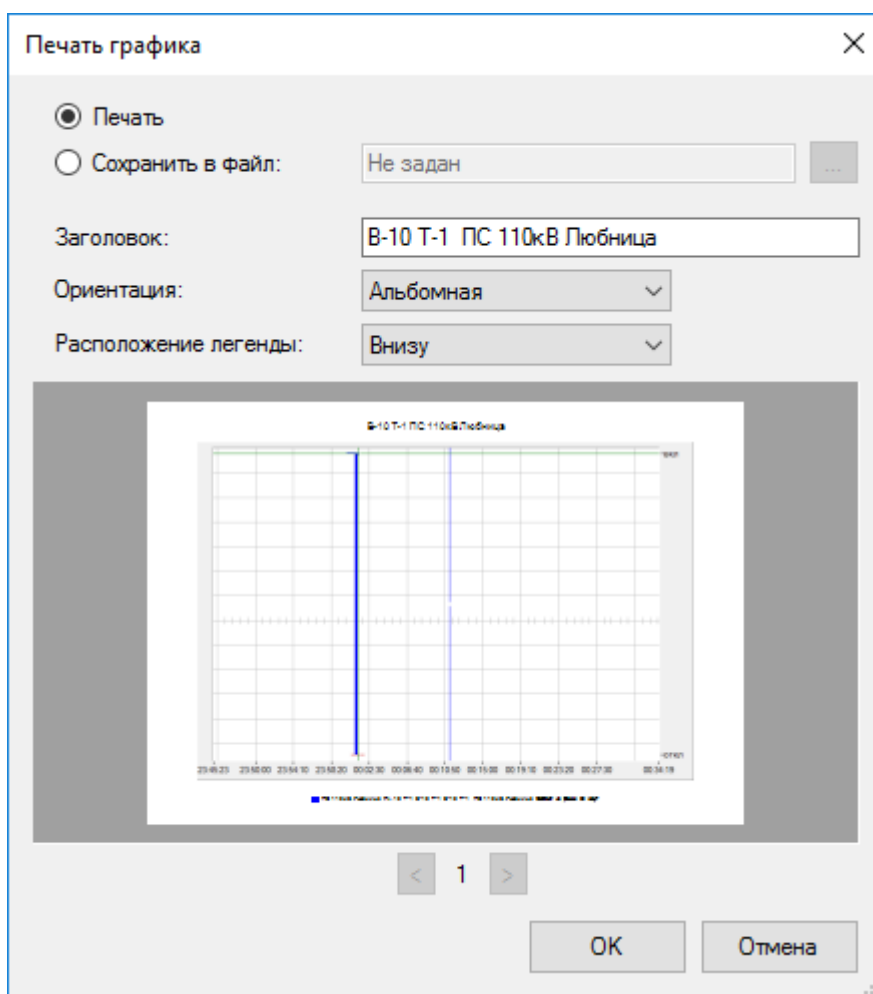 Печать графика
Печать
Сохранить в файл: Не задан ...
Заголовок: В-10 Т-1 ПС 110кВ Любница
Ориентация: Альбомная
Расположение легенды: Внизу
В-10 Т-1 ПС 110кВ Любница
ВКЛ
ОТКЛ
23:50:00 23:54:10 23:58:20 00:02:30 00:06:40 00:10:50 00:15:00 00:19:10 00:23:20 00:27:30 00:34:19
< 1 >
OK Отмена